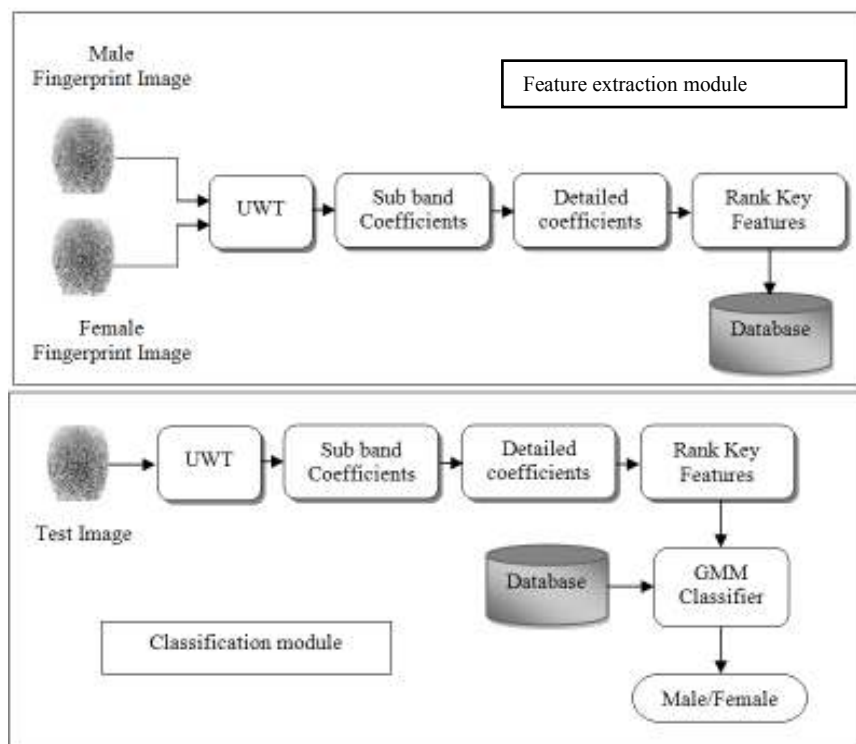 Male
Fingerprint Image
Feature extraction module
UWT
Sub band
Coefficients
Detailed
coefficients
Rank Key
Features
Database
Female
Fingerprint Image
Test Image
UWT
Sub band
Coefficients
Detailed
coefficients
Rank Key
Features
Database
GMM
Classifier
Classification module
Male/Female